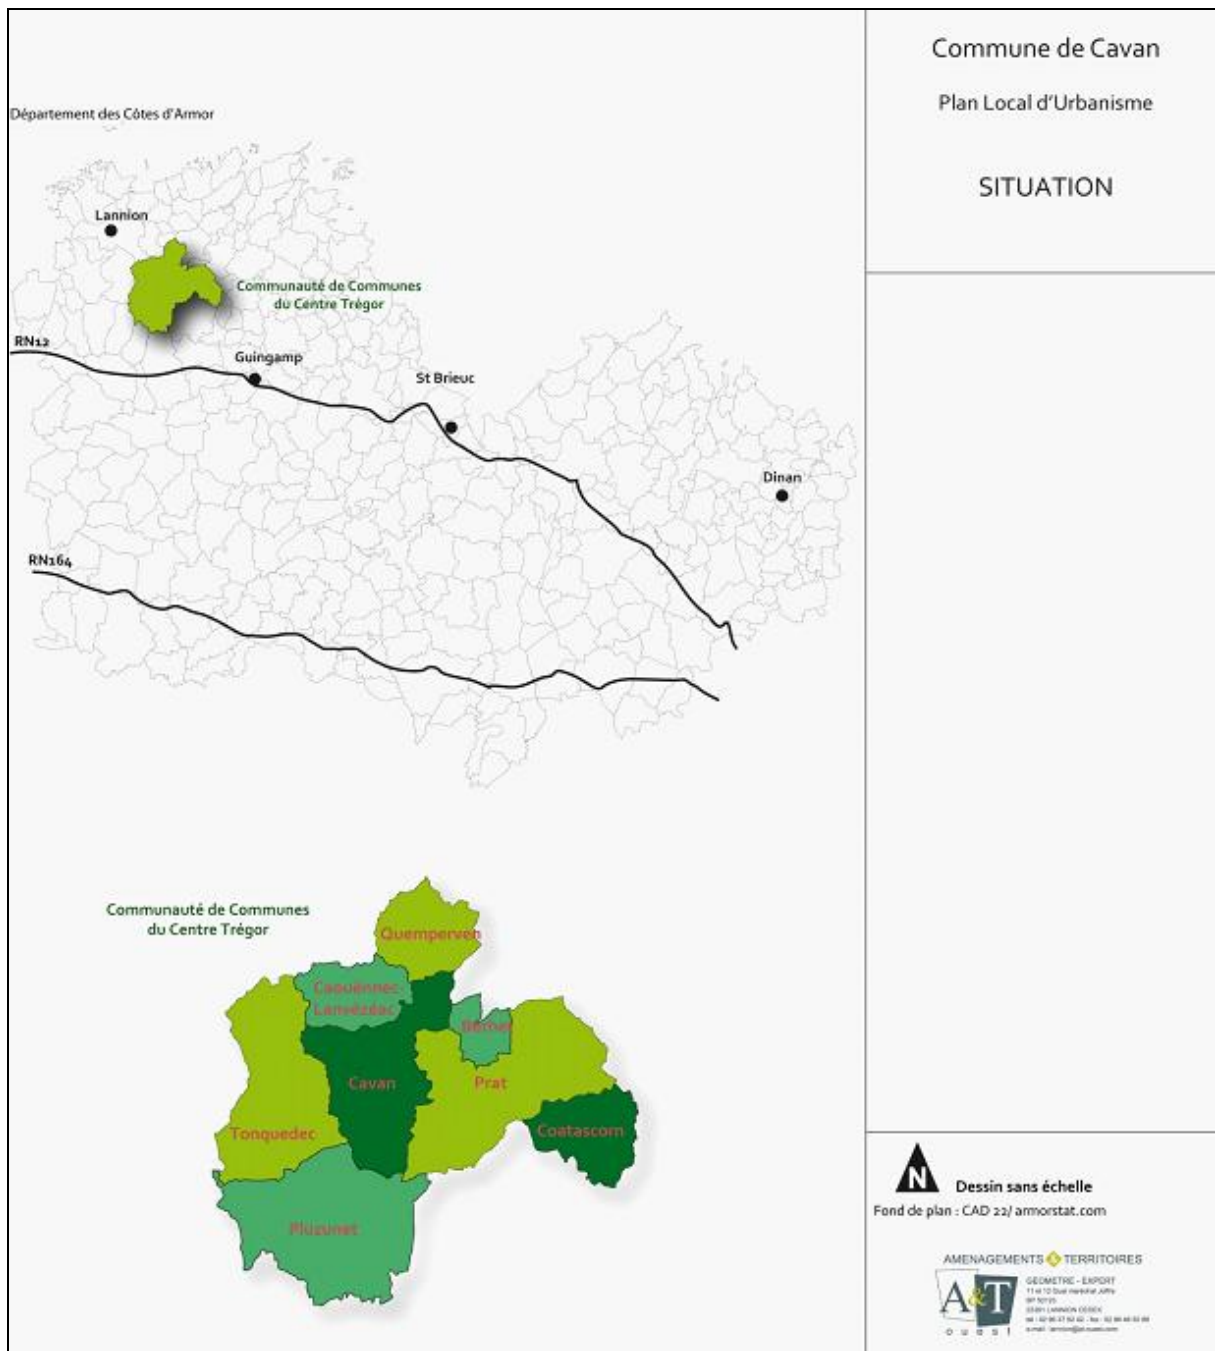 Commune de Cavan
Plan Local d'Urbanisme
SITUATION
Département des Côtes d'Armor
Lannion
Communauté de Communes
du Centre Trégor
RN12
Guingamp
St Brieuc
Dinan
RN164
Communauté de Communes
du Centre Trégor
Quemperven
Caouënnec
Lanvézéac
Cavan
Prat
Tonquedec
Coatascorn
Pluzunet
N
Dessin sans échelle
Fond de plan : CAD 22/ armorstat.com
AMENAGEMENTS & TERRITOIRES
A&T
ouest
GEOMETRE - EXPERT